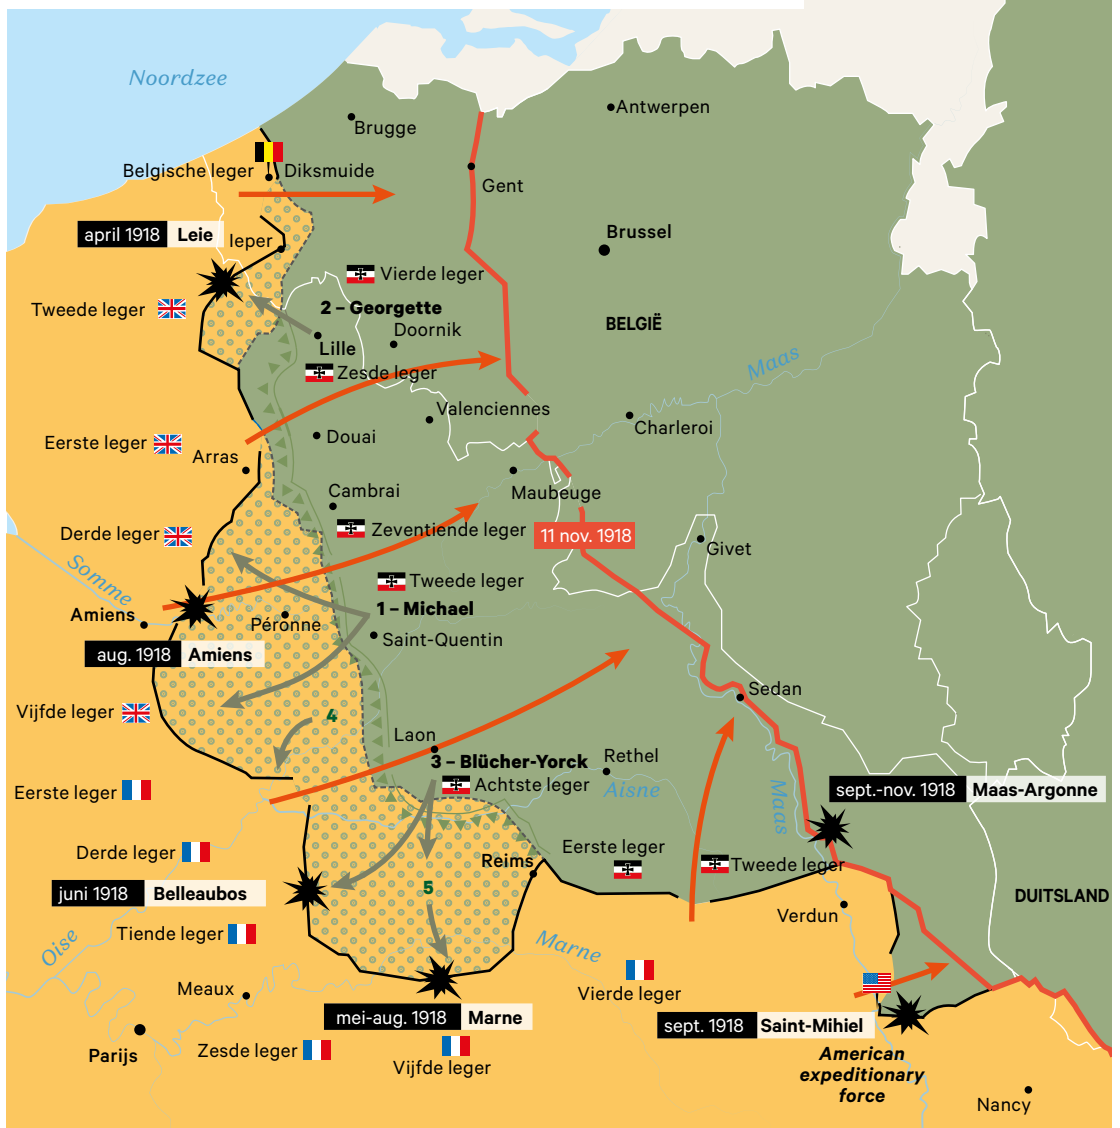 Noordzee
Antwerpen
Brugge
Belgische leger
Diksmuide
Gent
april 1918 Leie
Ieper
Brussel
Vierde leger
Tweede leger
2 – Georgette
BELGIË
Doornik
Lille
Maas
Zesde leger
Valenciennes
Charleroi
Eerste leger
Douai
Arras
Cambrai
Maubeuge
Derde leger
Zeventiende leger
11 nov. 1918
Givet
Somme
Tweede leger
Amiens
1 – Michael
Péronne
Saint-Quentin
aug. 1918 Amiens
Sedan
Vijfde leger
4
Laon
3 – Blücher-Yorck
Rethel
Achtste leger
Aisne
Maas
Eerste leger
sept.-nov. 1918 Maas-Argonne
Derde leger
Eerste leger
Reims
Tweede leger
juni 1918 Belleaubos
5
DUITSLAND
Verdun
Tiende leger
Oise
Marne
Meaux
Vierde leger
mei-aug. 1918 Marne
sept. 1918 Saint-Mihiel
Parijs
Zesde leger
Vijfde leger
American
expeditionary
force
Nancy